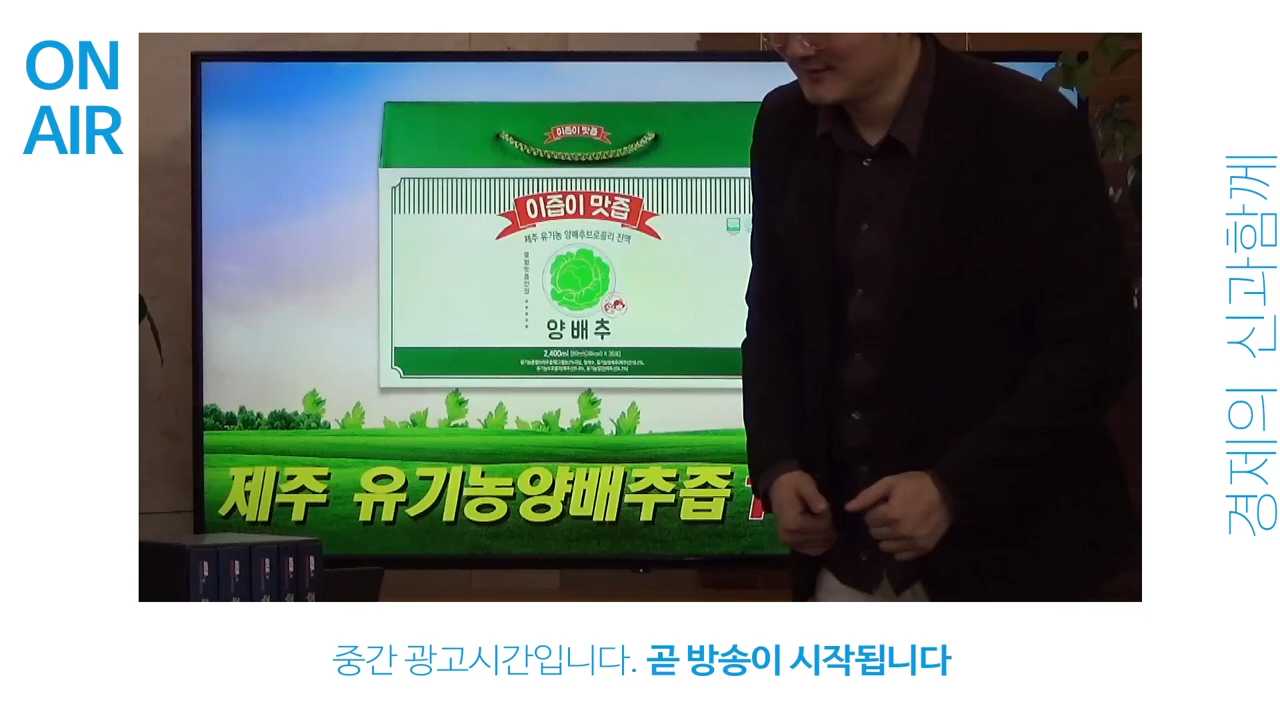 ON
AIR
이즙이 맛즙
이즙이 맛즙
제주 유기농 양배추브로콜리 진액
양배추
2,400ml
제주 유기농양배추즙
경제의 신과함께
중간 광고시간입니다. 곧 방송이 시작됩니다